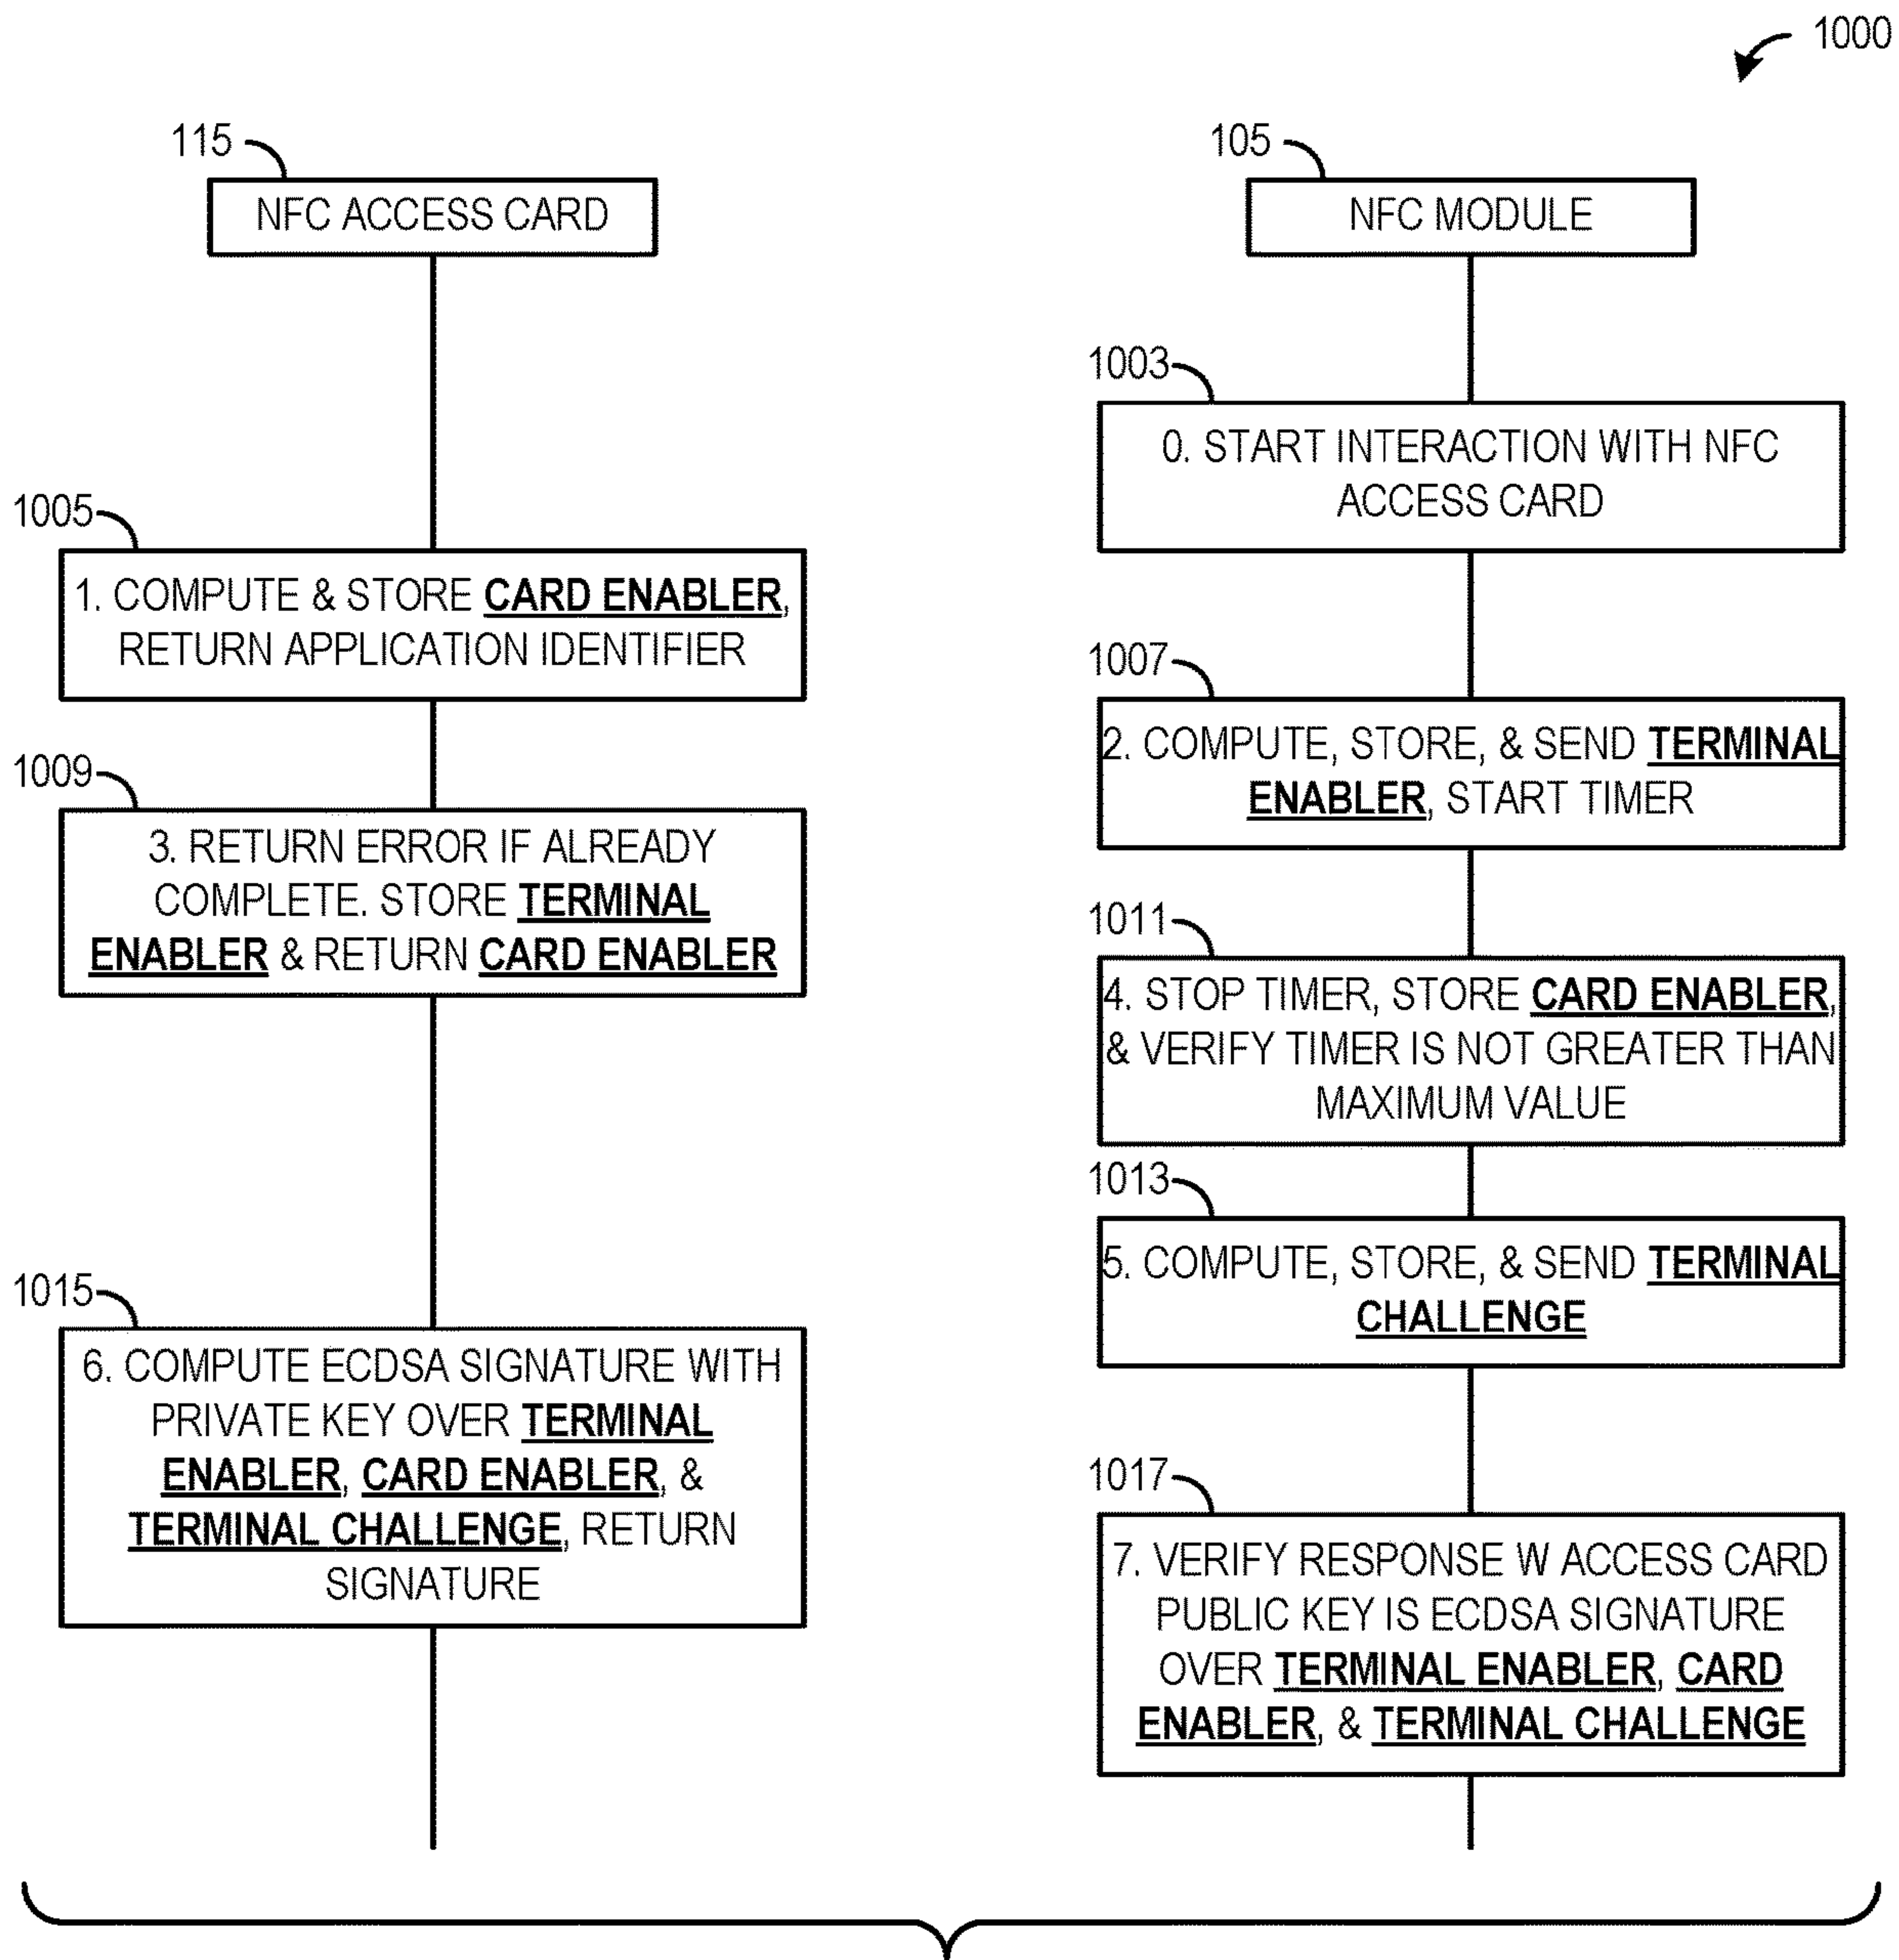 1000
115
NFC ACCESS CARD
105
NFC MODULE
1003
0. START INTERACTION WITH NFC
ACCESS CARD
1005
1. COMPUTE & STORE CARD ENABLER,
RETURN APPLICATION IDENTIFIER
1007
2. COMPUTE, STORE, & SEND TERMINAL
ENABLER, START TIMER
1009
3. RETURN ERROR IF ALREADY
COMPLETE. STORE TERMINAL
ENABLER & RETURN CARD ENABLER
1011
4. STOP TIMER, STORE CARD ENABLER,
& VERIFY TIMER IS NOT GREATER THAN
MAXIMUM VALUE
1013
5. COMPUTE, STORE, & SEND TERMINAL
CHALLENGE
1015
6. COMPUTE ECDSA SIGNATURE WITH
PRIVATE KEY OVER TERMINAL
ENABLER, CARD ENABLER, &
TERMINAL CHALLENGE, RETURN
SIGNATURE
1017
7. VERIFY RESPONSE W ACCESS CARD
PUBLIC KEY IS ECDSA SIGNATURE
OVER TERMINAL ENABLER, CARD
ENABLER, & TERMINAL CHALLENGE